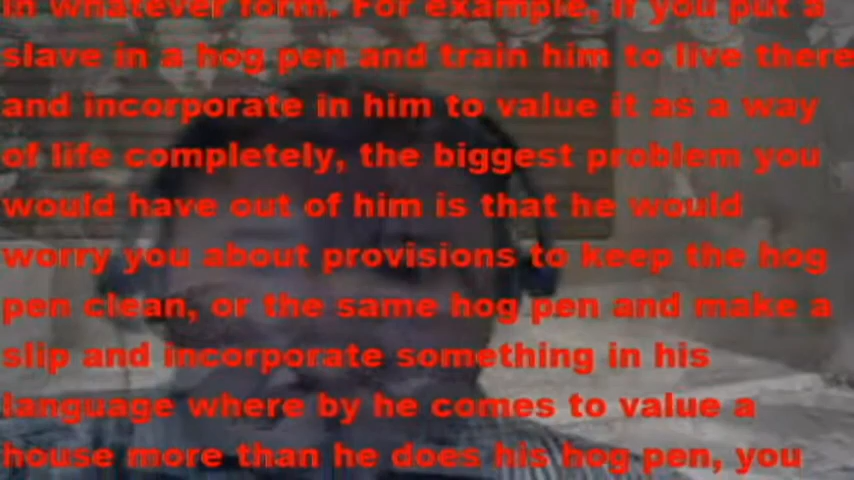 in whatever form. For example, if you put a
slave in a hog pen and train him to live there
and incorporate in him to value it as a way
of life completely, the biggest problem you
would have out of him is that he would
worry you about provisions to keep the hog
pen clean, or the same hog pen and make a
slip and incorporate something in his
language where by he comes to value a
house more than he does his hog pen, you